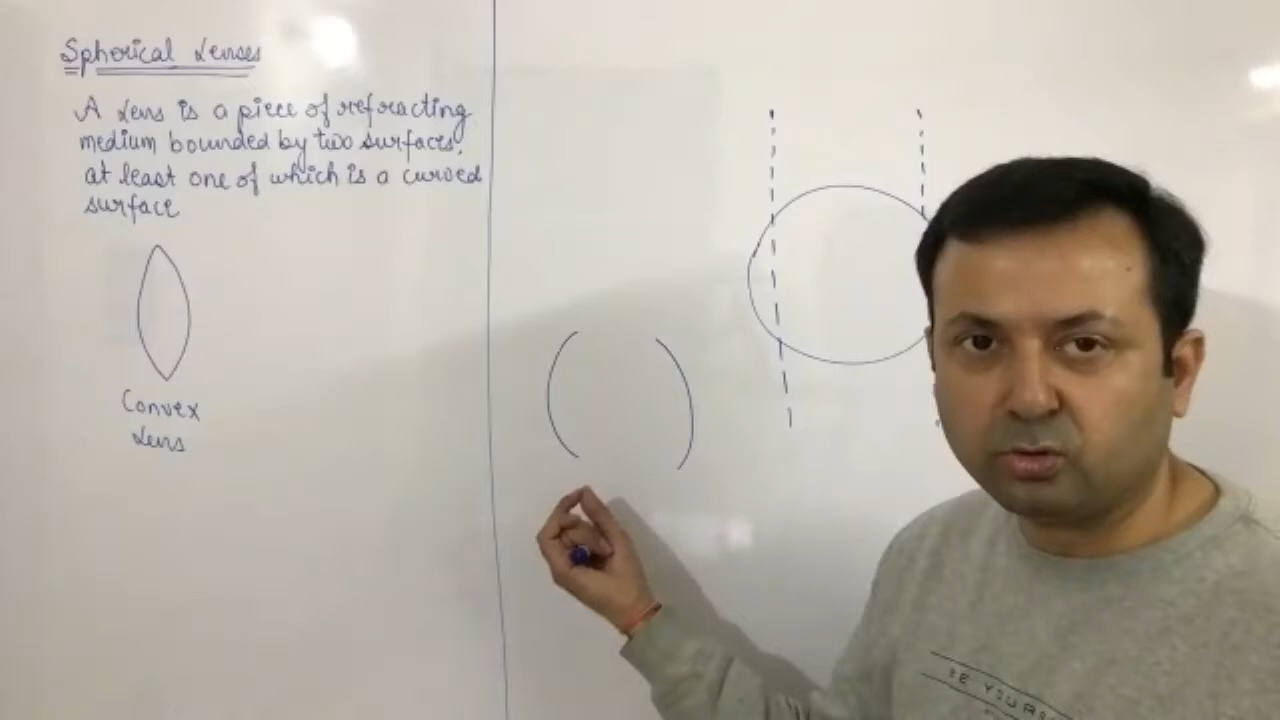 Spherical Lenses
A Lens is a piece of refracting
medium bounded by two surfaces,
at least one of which is a curved
surface
Convex
Lens